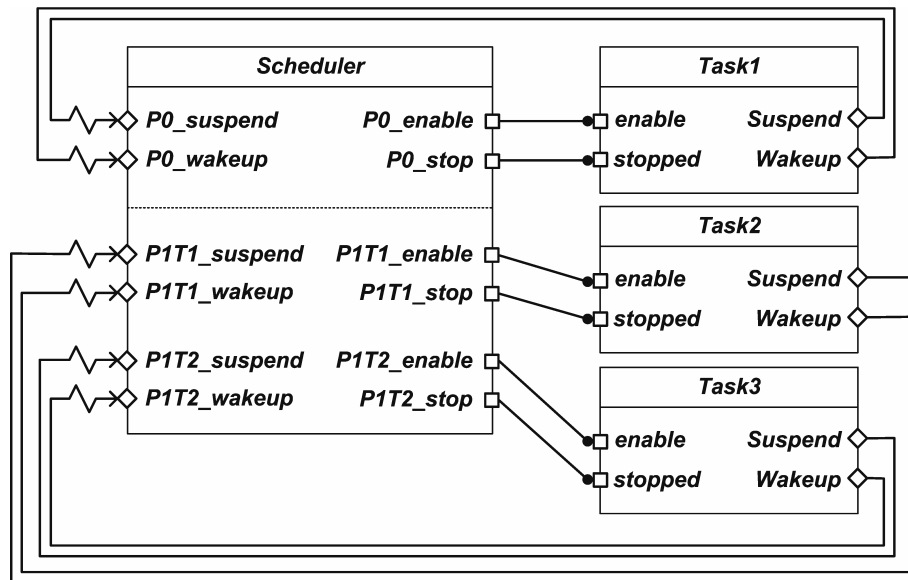 Scheduler
P0_suspend P0_enable
P0_wakeup P0_stop
P1T1_suspend P1T1_enable
P1T1_wakeup P1T1_stop
P1T2_suspend P1T2_enable
P1T2_wakeup P1T2_stop
Task1
enable Suspend
stopped Wakeup
Task2
enable Suspend
stopped Wakeup
Task3
enable Suspend
stopped Wakeup